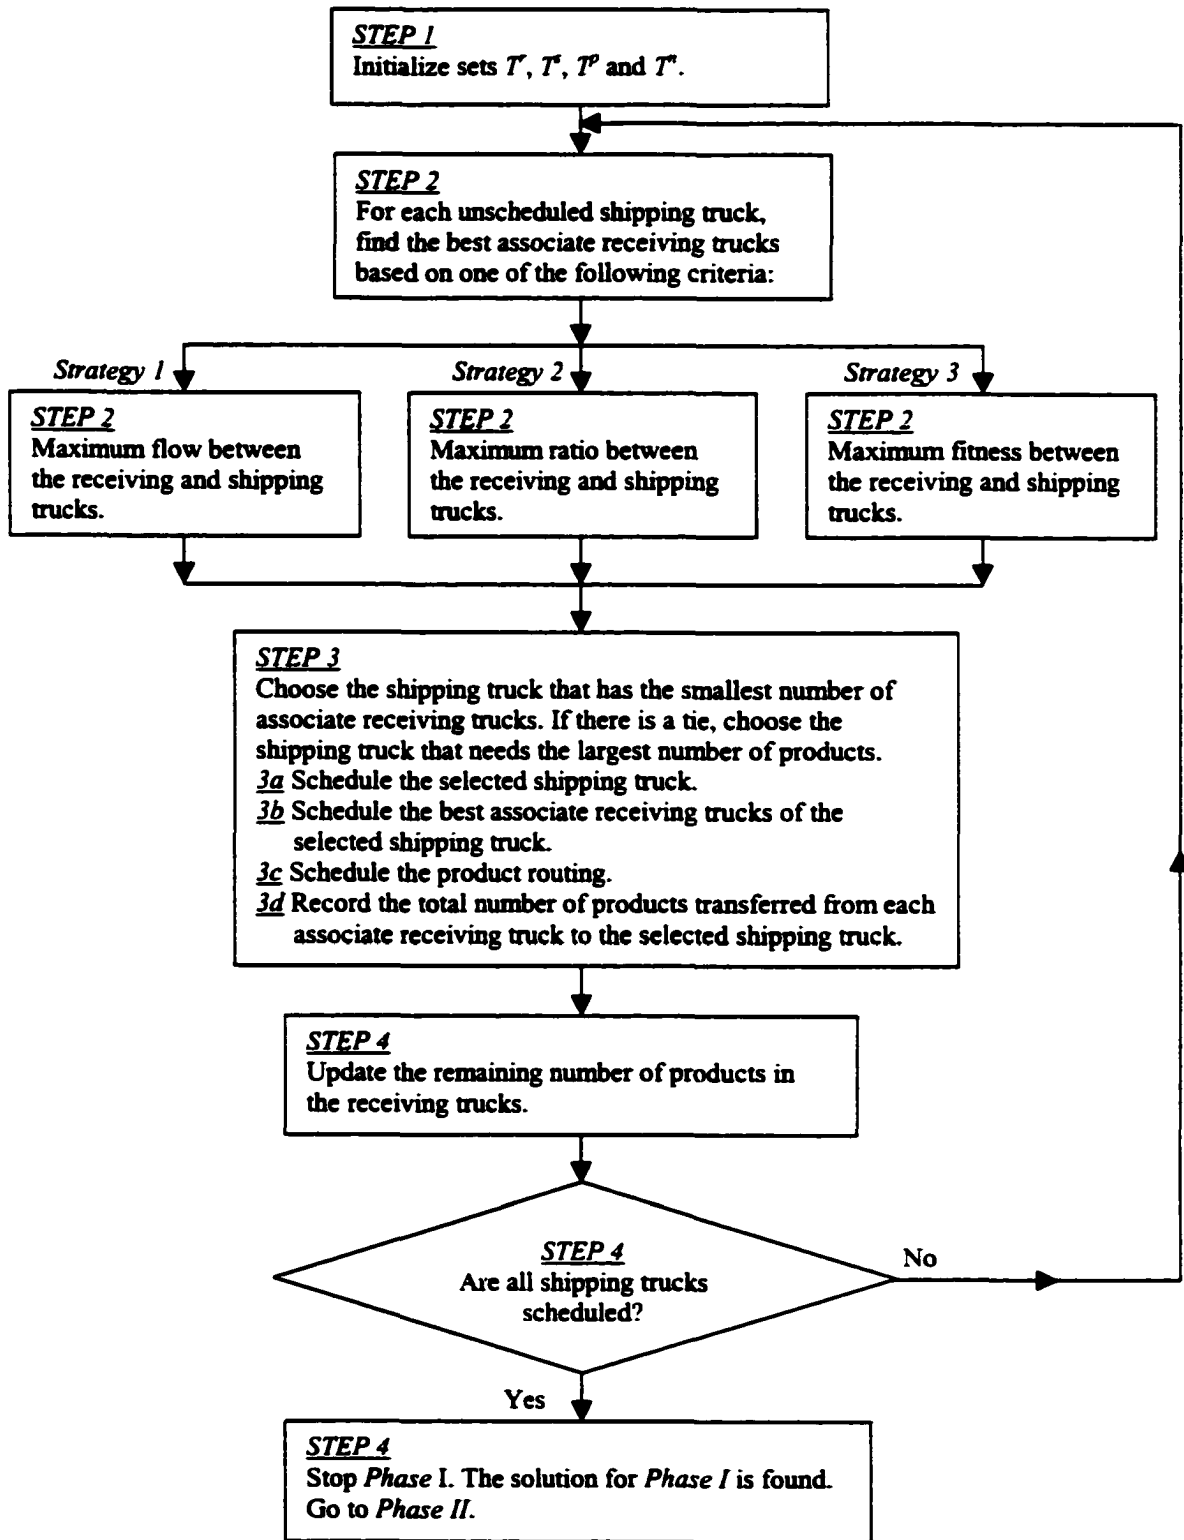 STEP 1
Initialize sets Tʳ, Tˢ, Tᵖ and Tⁿ.
STEP 2
For each unscheduled shipping truck,
find the best associate receiving trucks
based on one of the following criteria:
Strategy 1
Strategy 2
Strategy 3
STEP 2
Maximum flow between
the receiving and shipping
trucks.
STEP 2
Maximum ratio between
the receiving and shipping
trucks.
STEP 2
Maximum fitness between
the receiving and shipping
trucks.
STEP 3
Choose the shipping truck that has the smallest number of
associate receiving trucks. If there is a tie, choose the
shipping truck that needs the largest number of products.
3a Schedule the selected shipping truck.
3b Schedule the best associate receiving trucks of the
selected shipping truck.
3c Schedule the product routing.
3d Record the total number of products transferred from each
associate receiving truck to the selected shipping truck.
STEP 4
Update the remaining number of products in
the receiving trucks.
STEP 4
Are all shipping trucks
scheduled?
No
Yes
STEP 4
Stop Phase I. The solution for Phase I is found.
Go to Phase II.